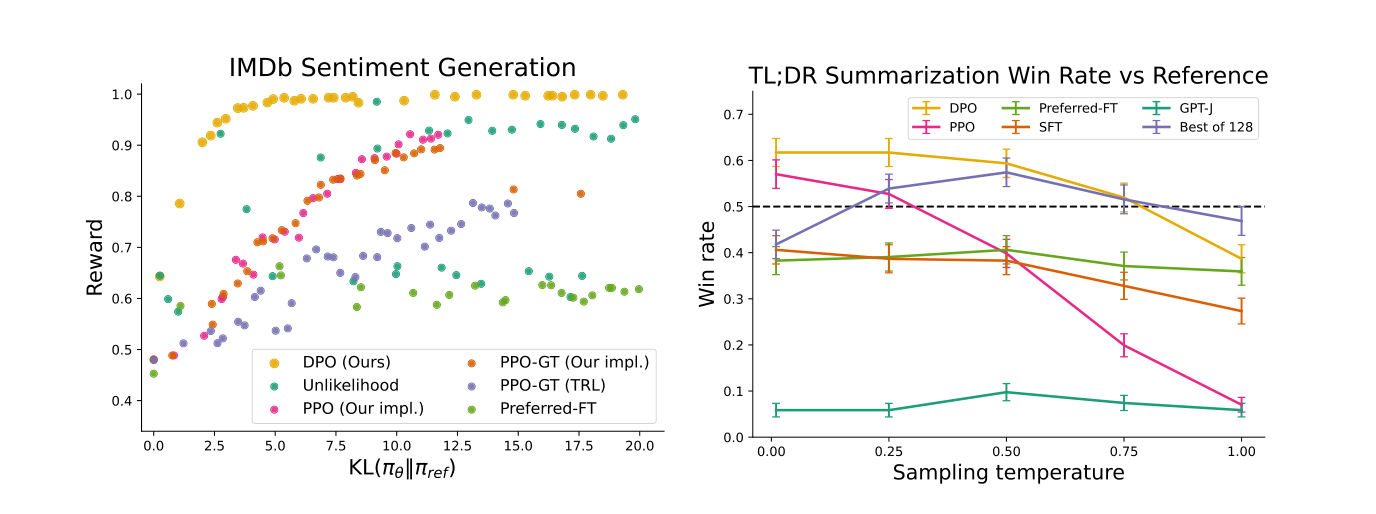 IMDb Sentiment Generation
Reward
1.0
0.9
0.8
0.7
0.6
0.5
0.4
DPO (Ours)
Unlikelihood
PPO (Our impl.)
PPO-GT (Our impl.)
PPO-GT (TRL)
Preferred-FT
0.0 2.5 5.0 7.5 10.0 12.5 15.0 17.5 20.0
KL(πθ‖πref)
TL;DR Summarization Win Rate vs Reference
Win rate
0.7
0.6
0.5
0.4
0.3
0.2
0.1
0.0
DPO
PPO
Preferred-FT
SFT
GPT-J
Best of 128
0.00 0.25 0.50 0.75 1.00
Sampling temperature